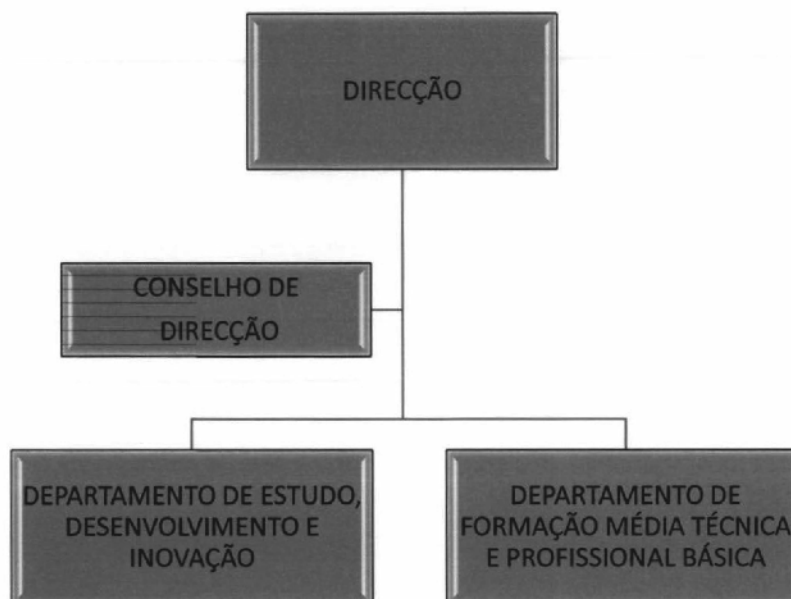 DIRECÇÃO
CONSELHO DE
DIRECÇÃO
DEPARTAMENTO DE ESTUDO,
DESENVOLVIMENTO E
INOVAÇÃO
DEPARTAMENTO DE
FORMAÇÃO MÉDIA TÉCNICA
E PROFISSIONAL BÁSICA